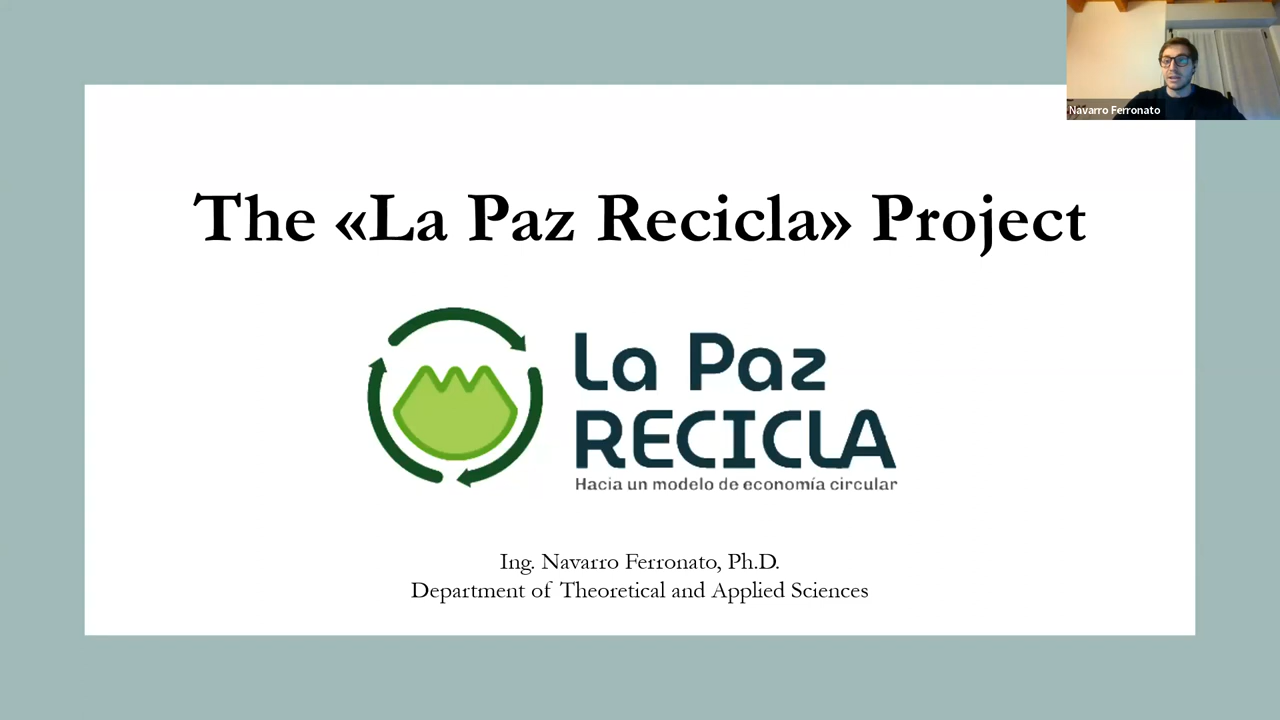 Navarro Ferronato
The «La Paz Recicla» Project
La Paz
RECICLA
Hacia un modelo de economía circular
Ing. Navarro Ferronato, Ph.D.
Department of Theoretical and Applied Sciences